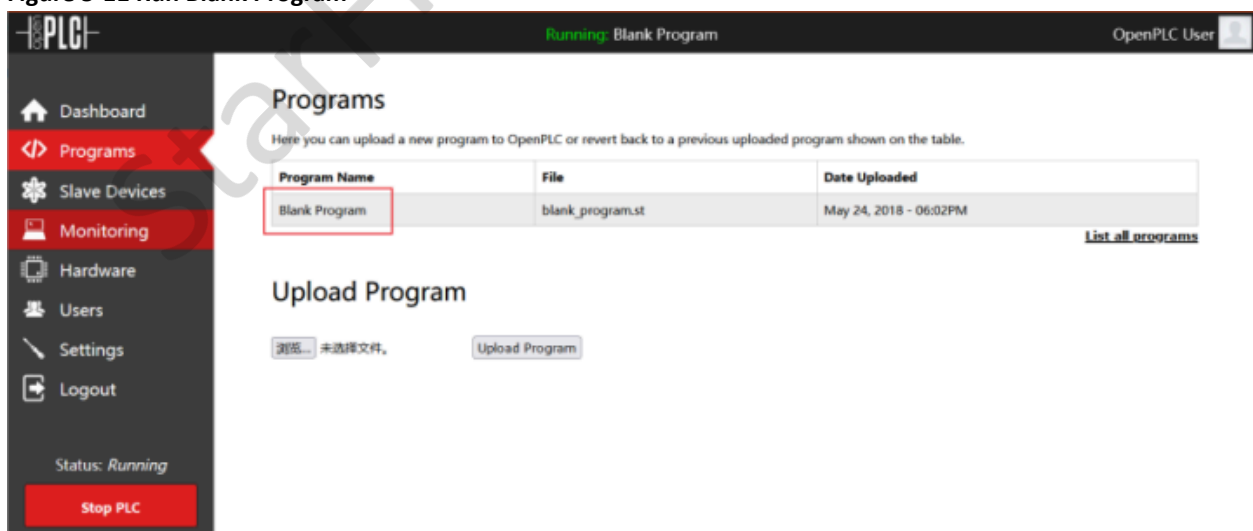 Running: Blank Program
OpenPLC User
Dashboard
Programs
Slave Devices
Monitoring
Hardware
Users
Settings
Logout
Status: Running
Stop PLC
Programs
Here you can upload a new program to OpenPLC or revert back to a previous uploaded program shown on the table.
Program Name File Date Uploaded
Blank Program blank_program.st May 24, 2018 - 06:02PM
List all programs
Upload Program
浏览... 未选择文件。 Upload Program